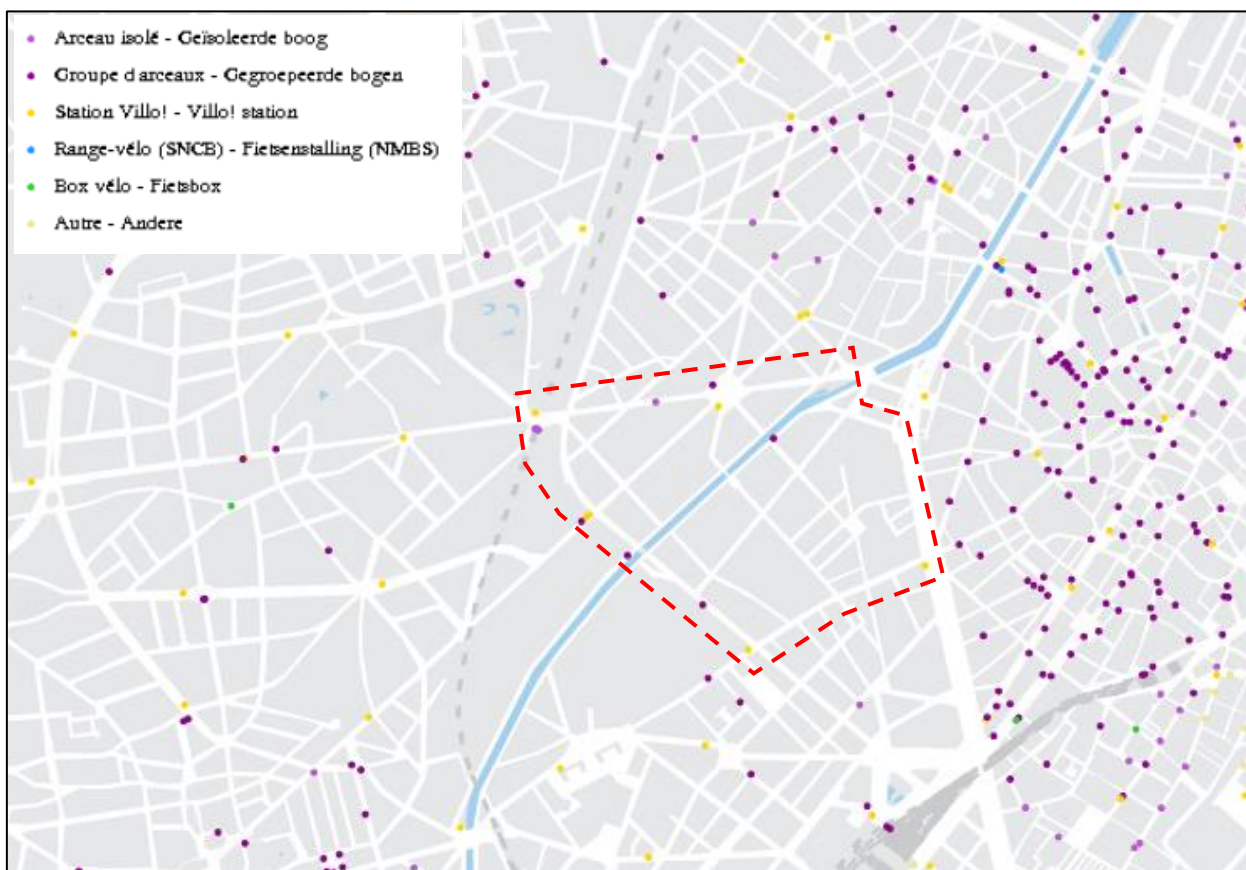 Arceau isolé - Geïsoleerde boog
Groupe d'arceaux - Gegroepeerde bogen
Station Villo! - Villo! station
Range-vélo (SNCB) - Fietsenstalling (NMBS)
Box vélo - Fietsbox
Autre - Andere